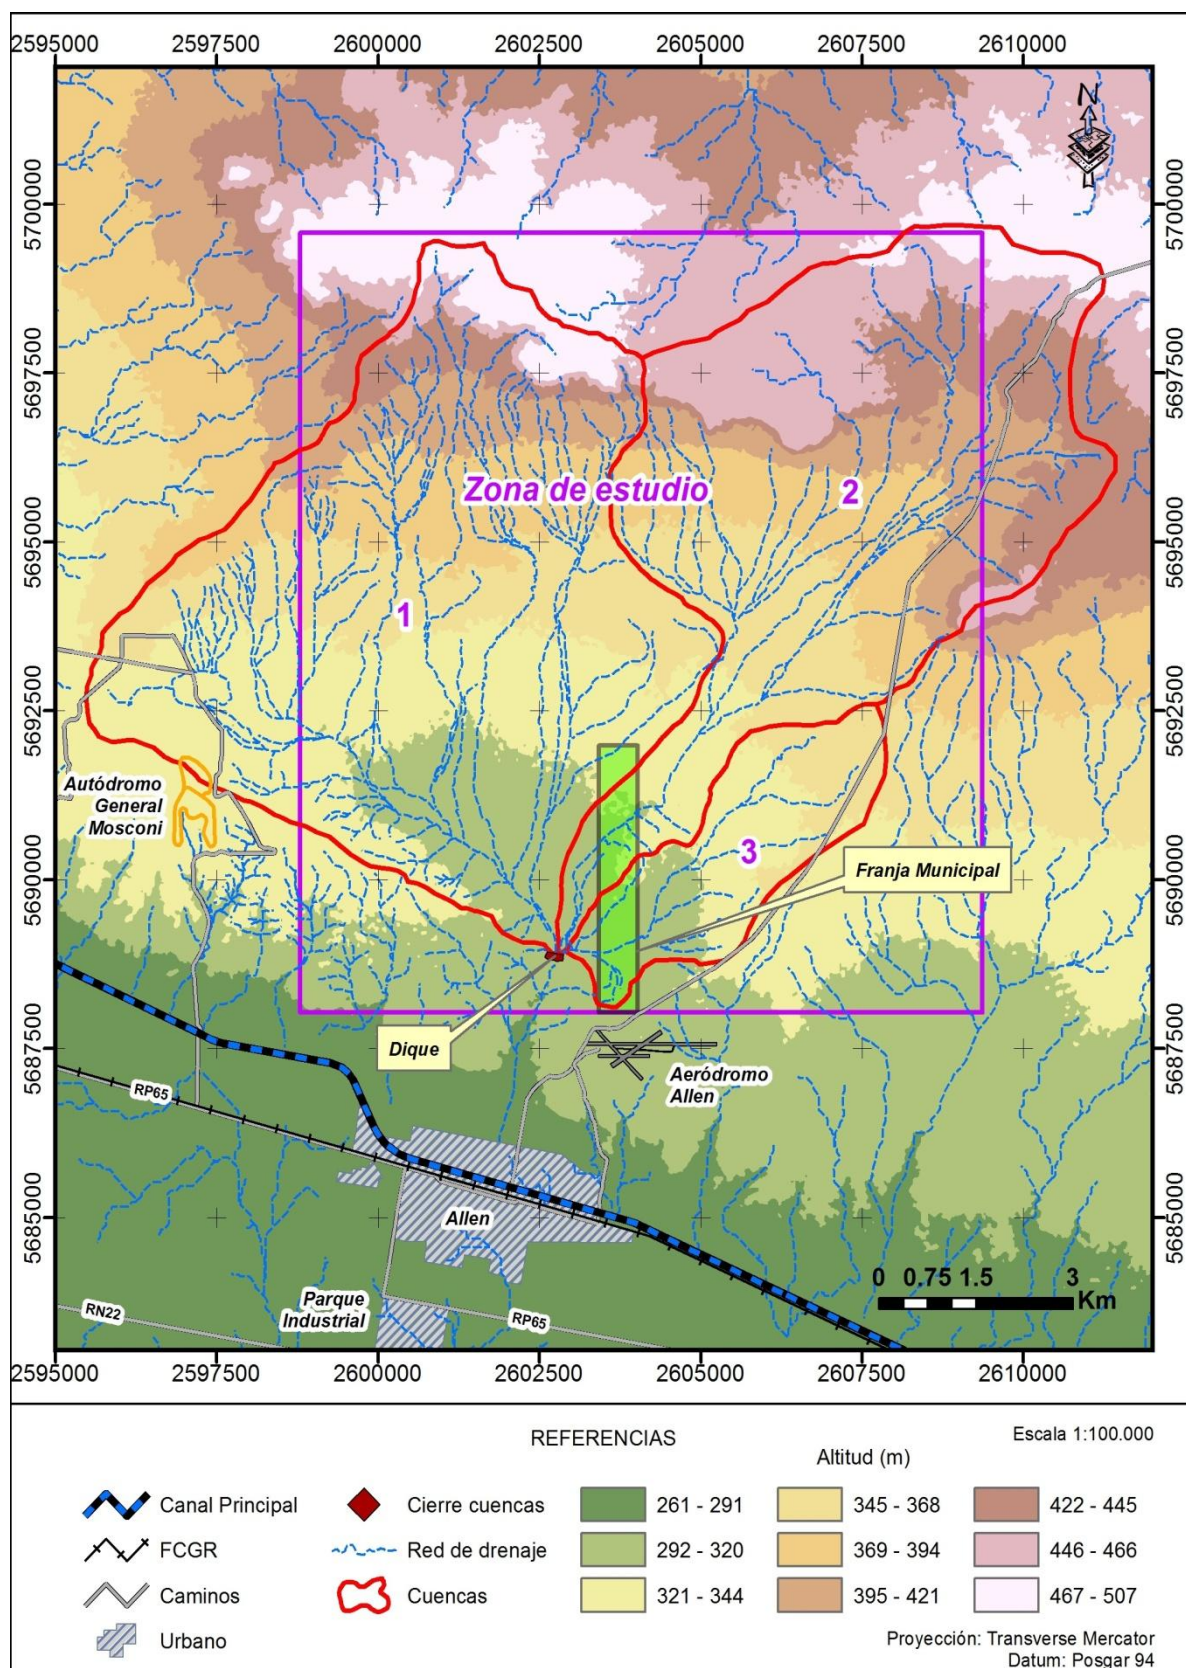 2595000 2597500 2600000 2602500 2605000 2607500 2610000
N
5700000 5700000
5697500 5697500
Zona de estudio
2
5695000 5695000
1
5692500 5692500
Autódromo
General
Mosconi
3
Franja Municipal
5690000 5690000
Dique
5687500 5687500
Aeródromo
Allen
RP65
5685000 5685000
Allen
0 0.75 1.5 3
Km
Parque
Industrial
RN22
RP65
2595000 2597500 2600000 2602500 2605000 2607500 2610000
REFERENCIAS
Escala 1:100.000
Altitud (m)
Canal Principal
Cierre cuencas
261 - 291
345 - 368
422 - 445
FCGR
Red de drenaje
292 - 320
369 - 394
446 - 466
Caminos
Cuencas
321 - 344
395 - 421
467 - 507
Urbano
Proyección: Transverse Mercator
Datum: Posgar 94